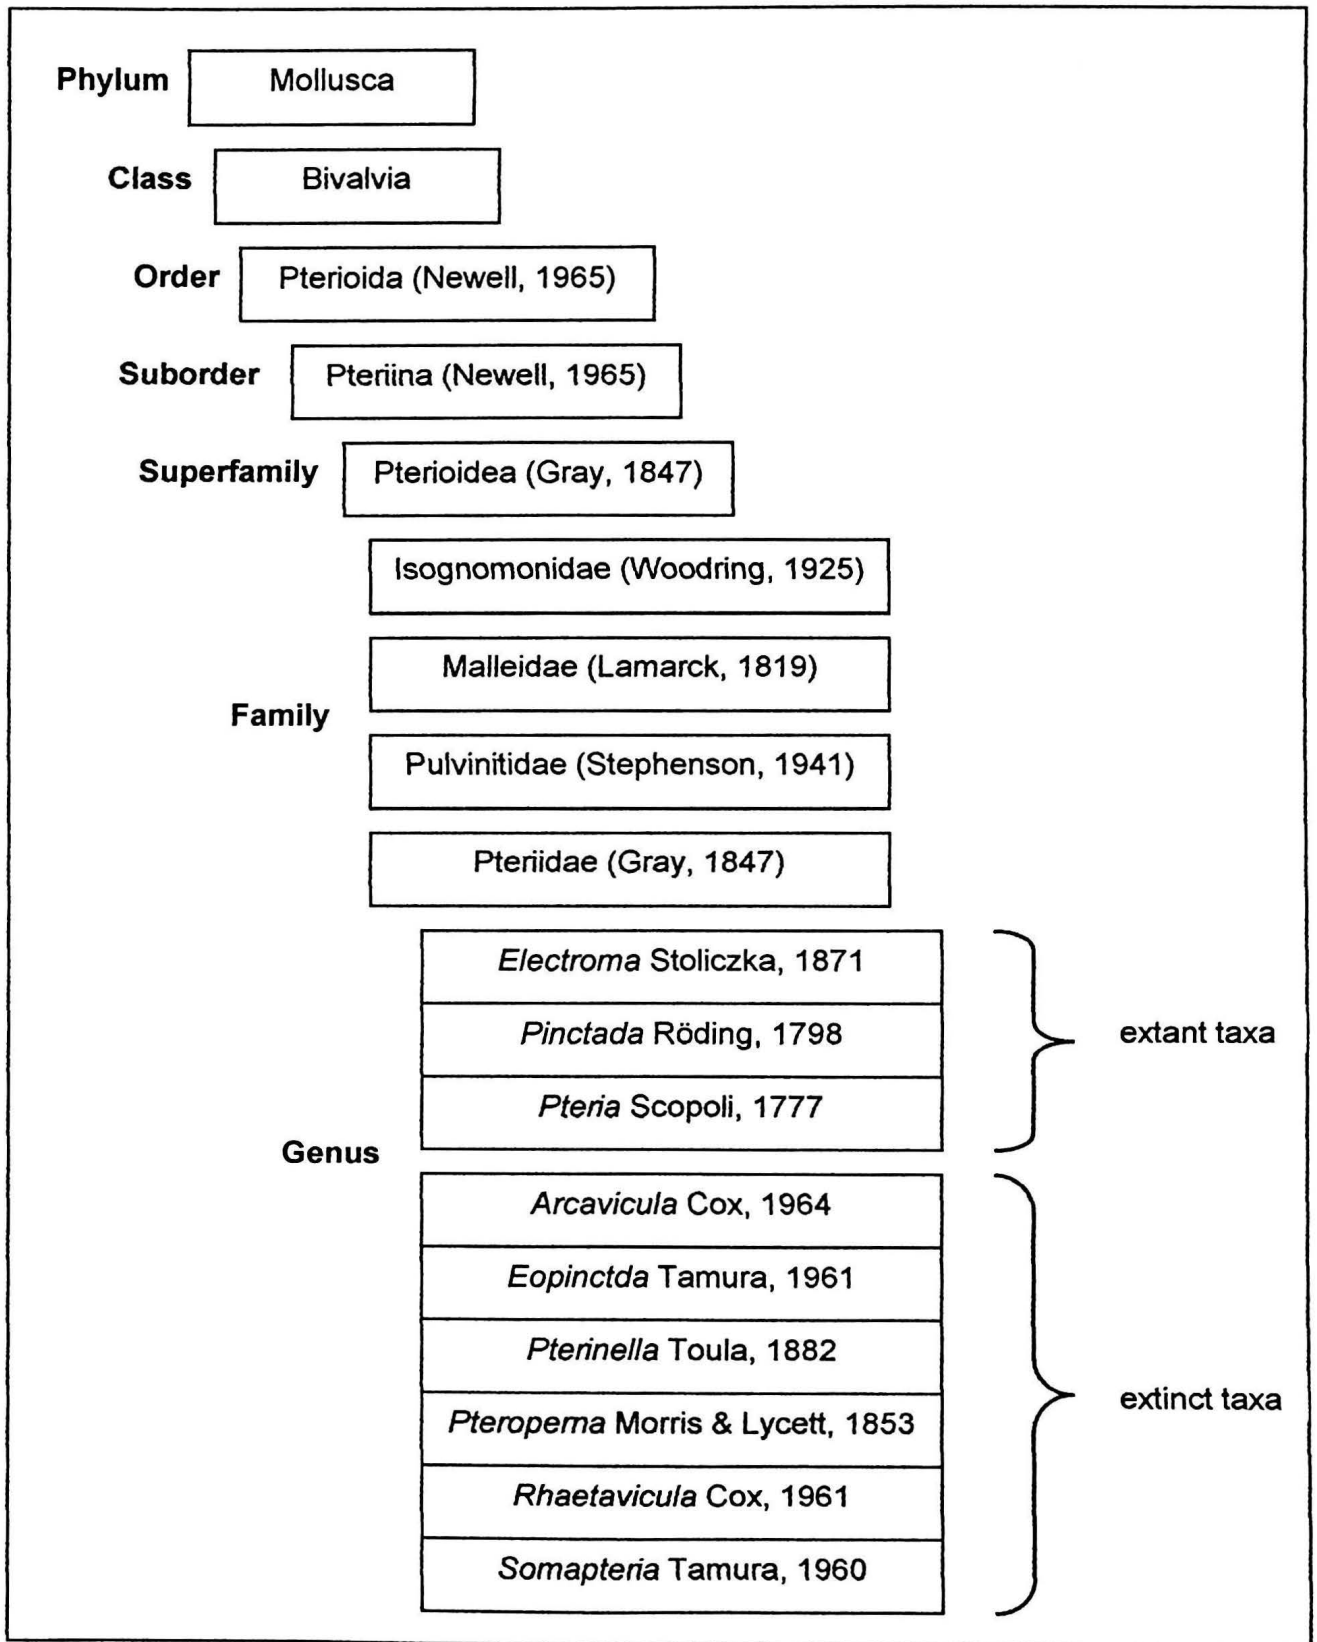 Phylum Mollusca
Class Bivalvia
Order Pterioida (Newell, 1965)
Suborder Pteriina (Newell, 1965)
Superfamily Pterioidea (Gray, 1847)
Isognomonidae (Woodring, 1925)
Malleidae (Lamarck, 1819)
Family
Pulvinitidae (Stephenson, 1941)
Pteriidae (Gray, 1847)
Electroma Stoliczka, 1871
Pinctada Röding, 1798 extant taxa
Pteria Scopoli, 1777
Genus
Arcavicula Cox, 1964
Eopinctda Tamura, 1961
Pterinella Toula, 1882
extinct taxa
Pteroperna Morris & Lycett, 1853
Rhaetavicula Cox, 1961
Somapteria Tamura, 1960